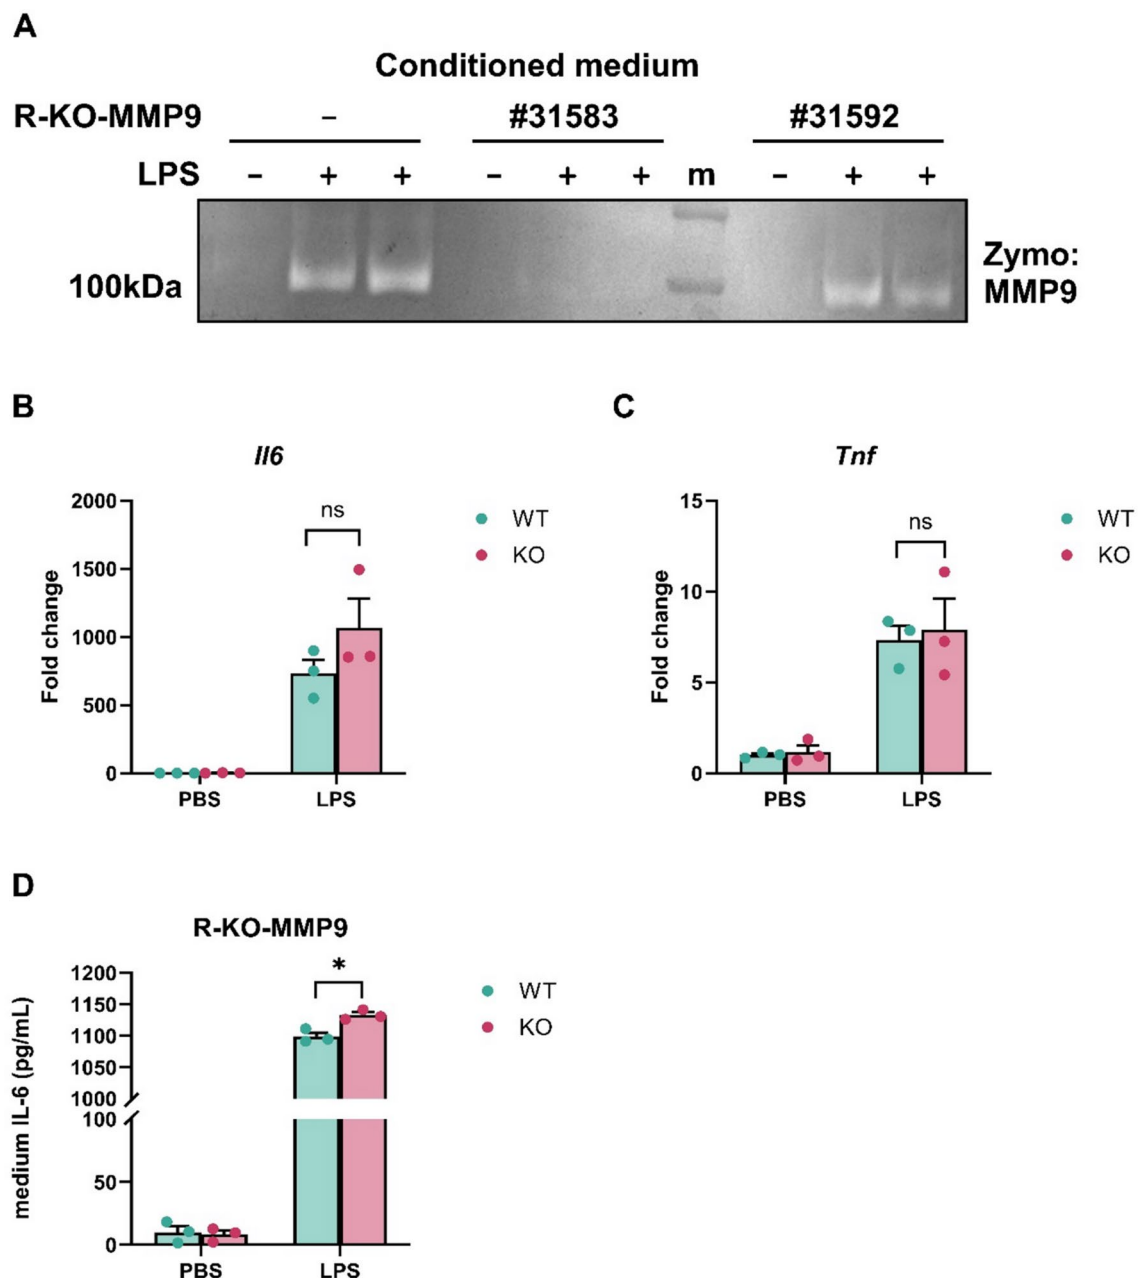 A
Conditioned medium
R-KO-MMP9 – #31583 #31592
LPS – + + – + + m – + +
100kDa
Zymo:
MMP9
B
Il6
Fold change
2000
1500
1000
500
0
ns
PBS LPS
WT
KO
C
Tnf
Fold change
15
10
5
0
ns
PBS LPS
WT
KO
D
R-KO-MMP9
medium IL-6 (pg/mL)
1200
1150
1100
1050
1000
100
50
0
*
PBS LPS
WT
KO